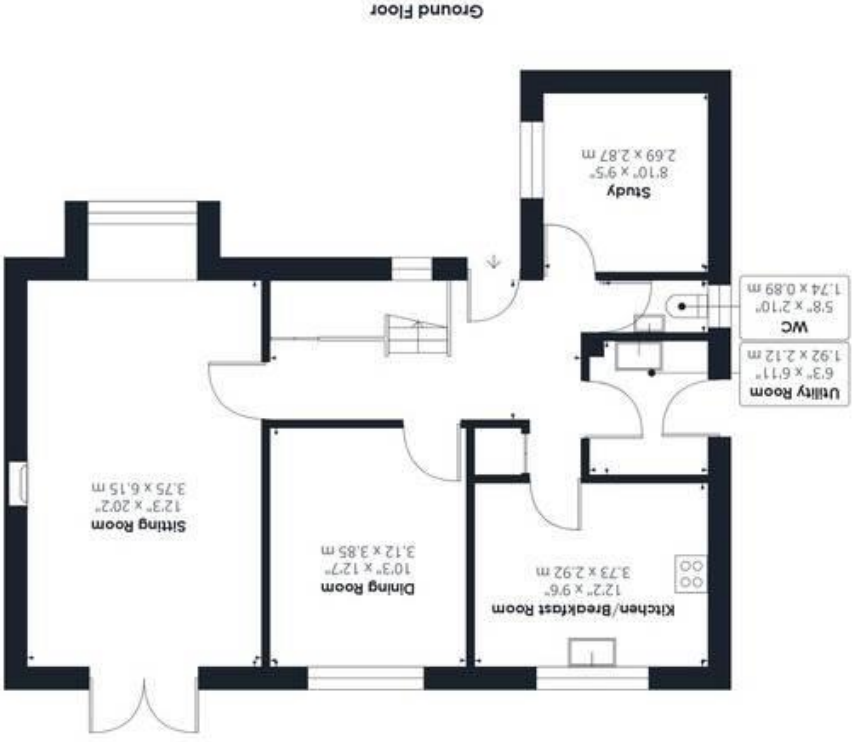 Kitchen/Breakfast Room
12'2" x 9'6"
3.73 x 2.92 m
Dining Room
10'3" x 12'7"
3.12 x 3.85 m
Sitting Room
12'3" x 20'2"
3.75 x 6.15 m
Utility Room
6'3" x 6'11"
1.92 x 2.12 m
WC
5'8" x 2'10"
1.74 x 0.89 m
Study
8'10" x 9'5"
2.69 x 2.87 m
Ground Floor